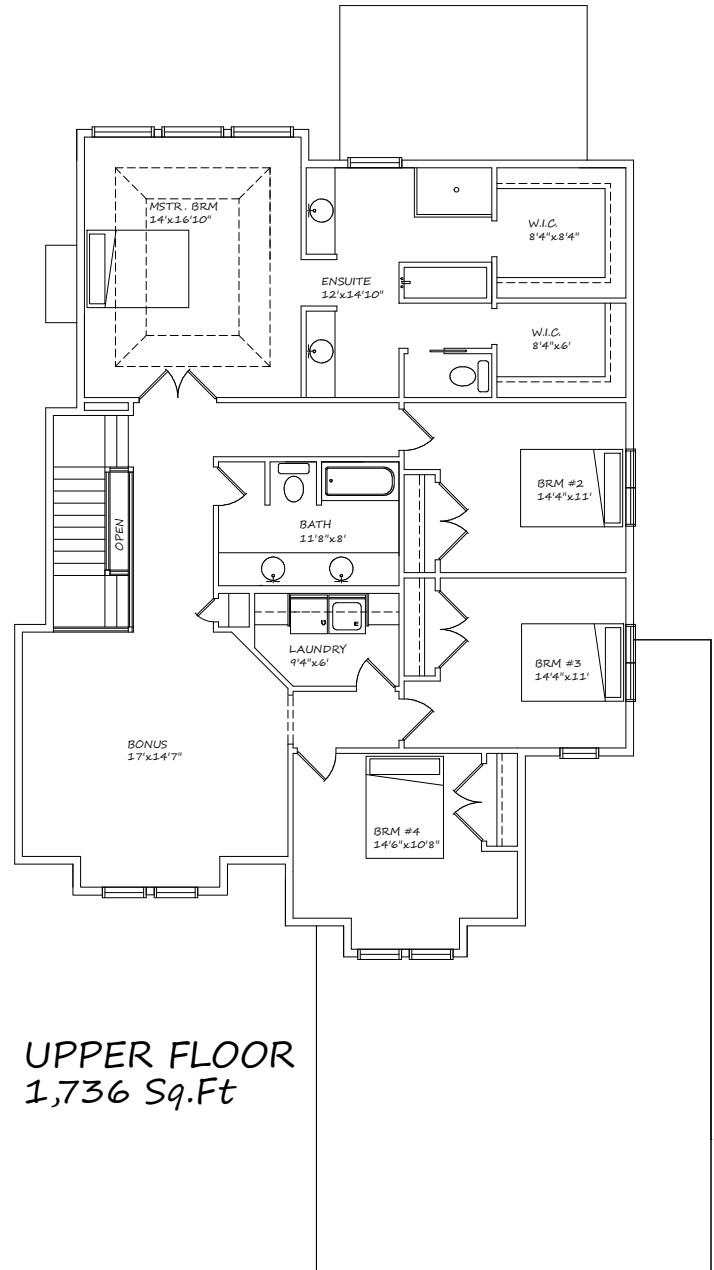 MSTR. BRM
14'x16'10"
W.I.C.
8'4"x8'4"
ENSUITE
12'x14'10"
W.I.C.
8'4"x6'
BRM #2
14'4"x11'
OPEN
BATH
11'8"x8'
LAUNDRY
9'4"x6'
BRM #3
14'4"x11'
BONUS
17'x14'7"
BRM #4
14'6"x10'8"
UPPER FLOOR
1,736 Sq.Ft